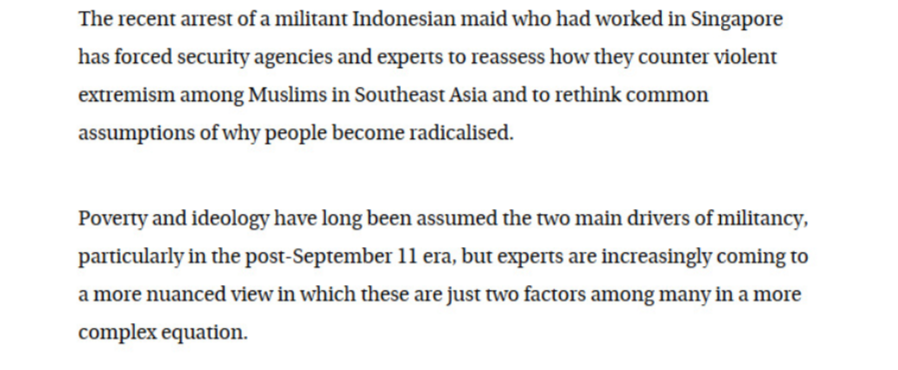 The recent arrest of a militant Indonesian maid who had worked in Singapore
has forced security agencies and experts to reassess how they counter violent
extremism among Muslims in Southeast Asia and to rethink common
assumptions of why people become radicalised.
Poverty and ideology have long been assumed the two main drivers of militancy,
particularly in the post-September 11 era, but experts are increasingly coming to
a more nuanced view in which these are just two factors among many in a more
complex equation.